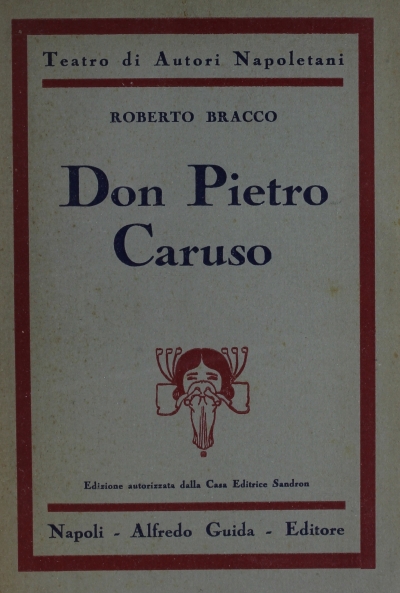 Teatro di Autori Napoletani
ROBERTO BRACCO
Don Pietro
Caruso
Edizione autorizzata dalla Casa Editrice Sandron
Napoli - Alfredo Guida - Editore